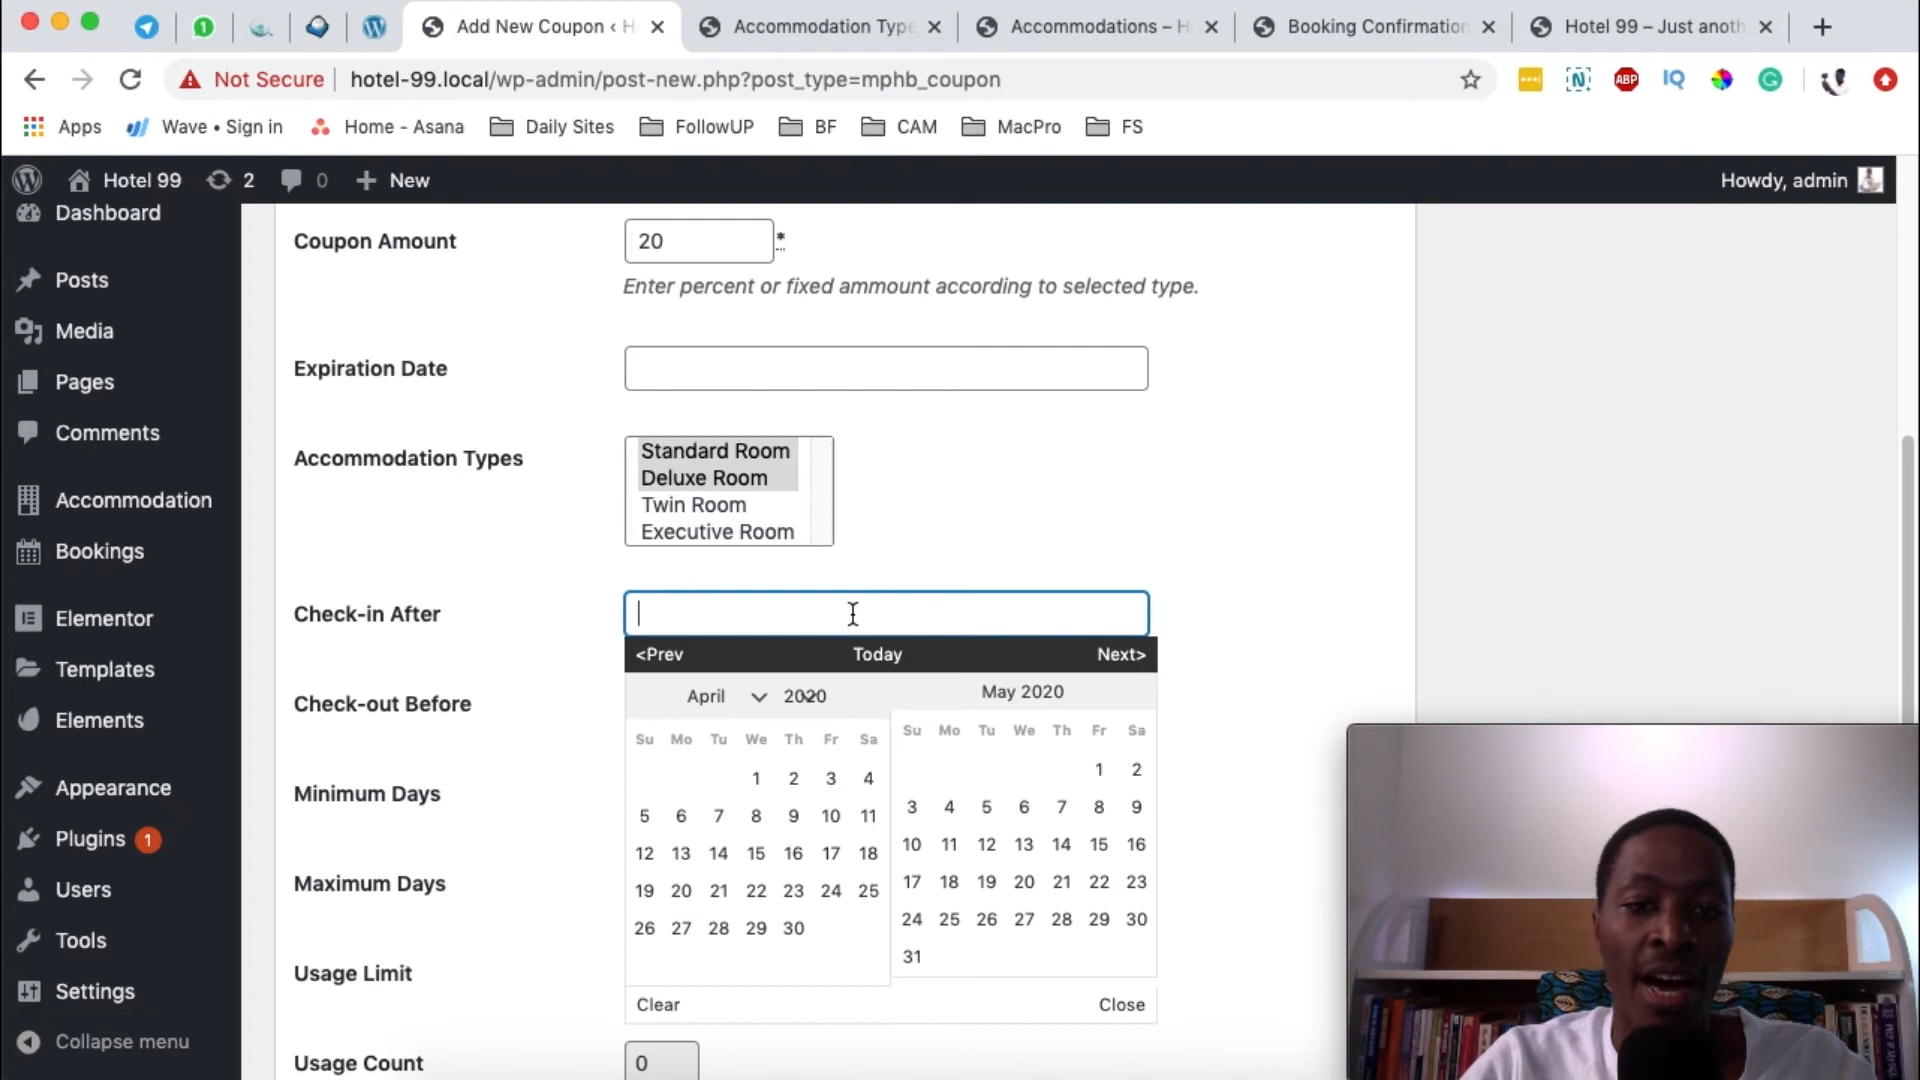 Add New Coupon ‹ H
Accommodation Type
Accommodations – H
Booking Confirmation
Hotel 99 – Just anoth
Not Secure
hotel-99.local/wp-admin/post-new.php?post_type=mphb_coupon
ABP
IQ
Apps
Wave • Sign in
Home - Asana
Daily Sites
FollowUP
BF
CAM
MacPro
FS
Hotel 99
2
0
New
Howdy, admin
Dashboard
Posts
Media
Pages
Comments
Accommodation
Bookings
Elementor
Templates
Elements
Appearance
Plugins 1
Users
Tools
Settings
Collapse menu
Coupon Amount
20
*
Enter percent or fixed ammount according to selected type.
Expiration Date
Accommodation Types
Standard Room
Deluxe Room
Twin Room
Executive Room
Check-in After
Check-out Before
Minimum Days
Maximum Days
Usage Limit
Usage Count
0
<Prev Today Next>
April 2020
Su Mo Tu We Th Fr Sa
1 2 3 4
5 6 7 8 9 10 11
12 13 14 15 16 17 18
19 20 21 22 23 24 25
26 27 28 29 30
May 2020
Su Mo Tu We Th Fr Sa
1 2
3 4 5 6 7 8 9
10 11 12 13 14 15 16
17 18 19 20 21 22 23
24 25 26 27 28 29 30
31
Clear Close